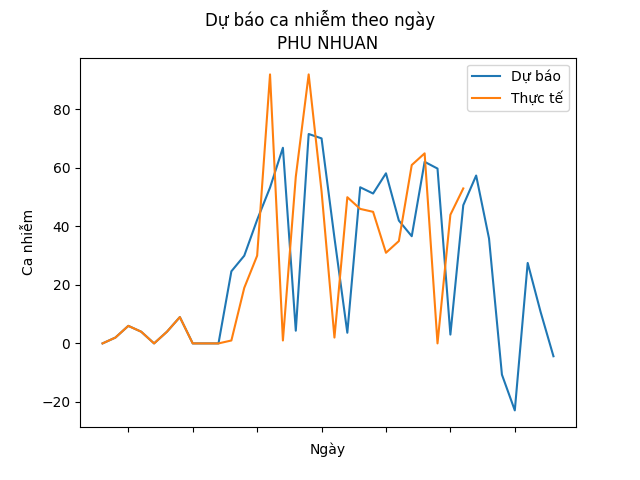 Dự báo ca nhiễm theo ngày
PHU NHUAN
Dự báo
Thực tế
80
60
40
20
0
−20
Ca nhiễm
Ngày